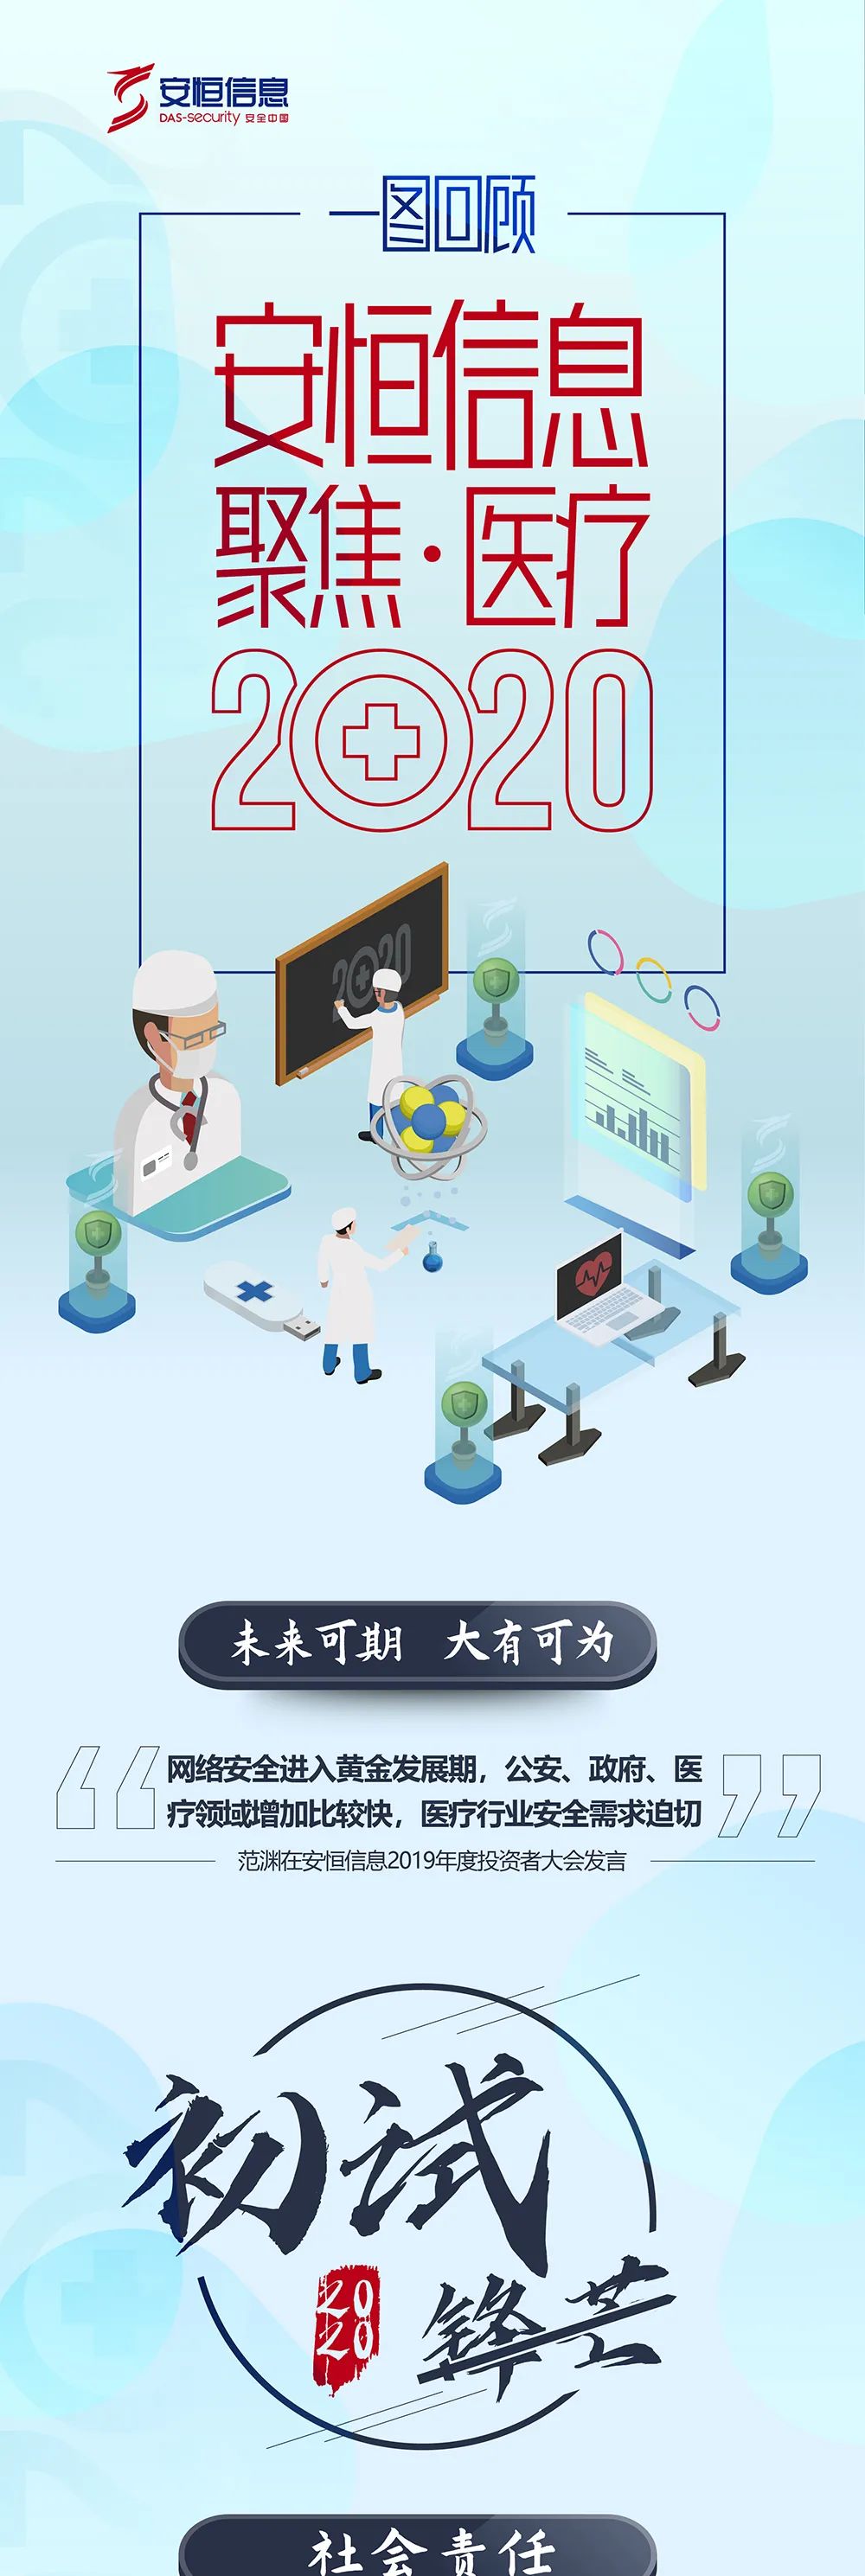 安恒信息
DAS-security 安全中国
一图回顾
安恒信息
聚焦·医疗
2020
2020
未来可期 大有可为
网络安全进入黄金发展期，公安、政府、医
疗领域增加比较快，医疗行业安全需求迫切
范渊在安恒信息2019年度投资者大会发言
初试
20
20
锋芒
社会责任